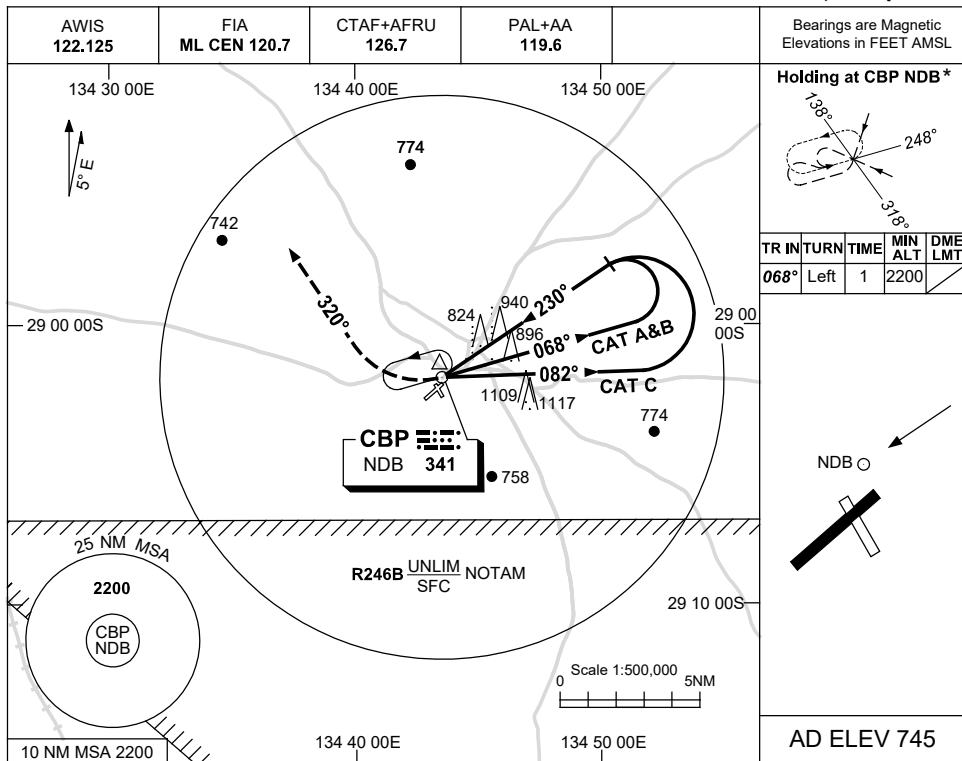 AWIS
122.125
FIA
ML CEN 120.7
CTAF+AFRU
126.7
PAL+AA
119.6
Bearings are Magnetic
Elevations in FEET AMSL
134 30 00E
134 40 00E
134 50 00E
Holding at CBP NDB*
138°
248°
318°
TR IN TURN TIME MIN ALT DME LMT
068° Left 1 2200
5° E
774
742
320°
824
940
896
230°
068°
CAT A&B
082°
CAT C
1109
1117
29 00 00S
29 00
00S
774
758
CBP
NDB 341
NDB
25 NM MSA
2200
CBP
NDB
R246B UNLIM NOTAM
SFC
29 10 00S
Scale 1:500,000
0 5NM
134 40 00E
134 50 00E
10 NM MSA 2200
AD ELEV 745